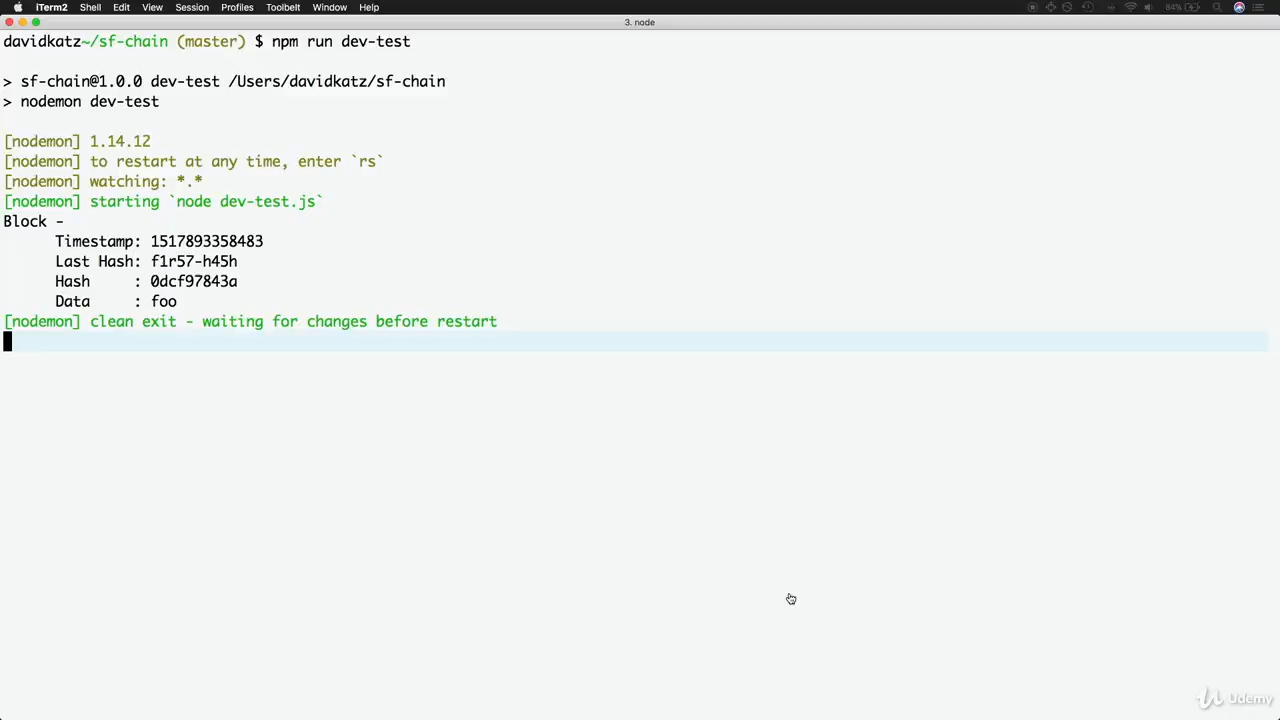 iTerm2 Shell Edit View Session Profiles Toolbelt Window Help 84%
3. node
davidkatz~/sf-chain (master) $ npm run dev-test
> sf-chain@1.0.0 dev-test /Users/davidkatz/sf-chain
> nodemon dev-test
[nodemon] 1.14.12
[nodemon] to restart at any time, enter `rs`
[nodemon] watching: *.*
[nodemon] starting `node dev-test.js`
Block -
Timestamp: 1517893358483
Last Hash: f1r57-h45h
Hash : 0dcf97843a
Data : foo
[nodemon] clean exit - waiting for changes before restart
Udemy